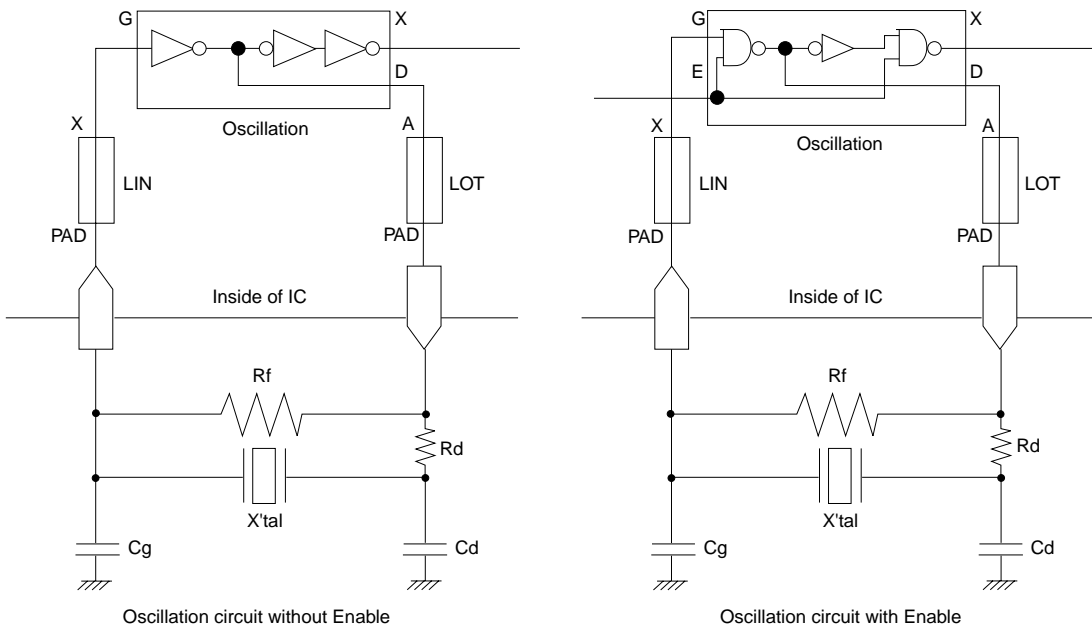 G
X
D
Oscillation
X
A
LIN
LOT
PAD
PAD
Inside of IC
Rf
Rd
X'tal
Cg
Cd
Oscillation circuit without Enable
G
X
E
D
Oscillation
X
A
LIN
LOT
PAD
PAD
Inside of IC
Rf
Rd
X'tal
Cg
Cd
Oscillation circuit with Enable